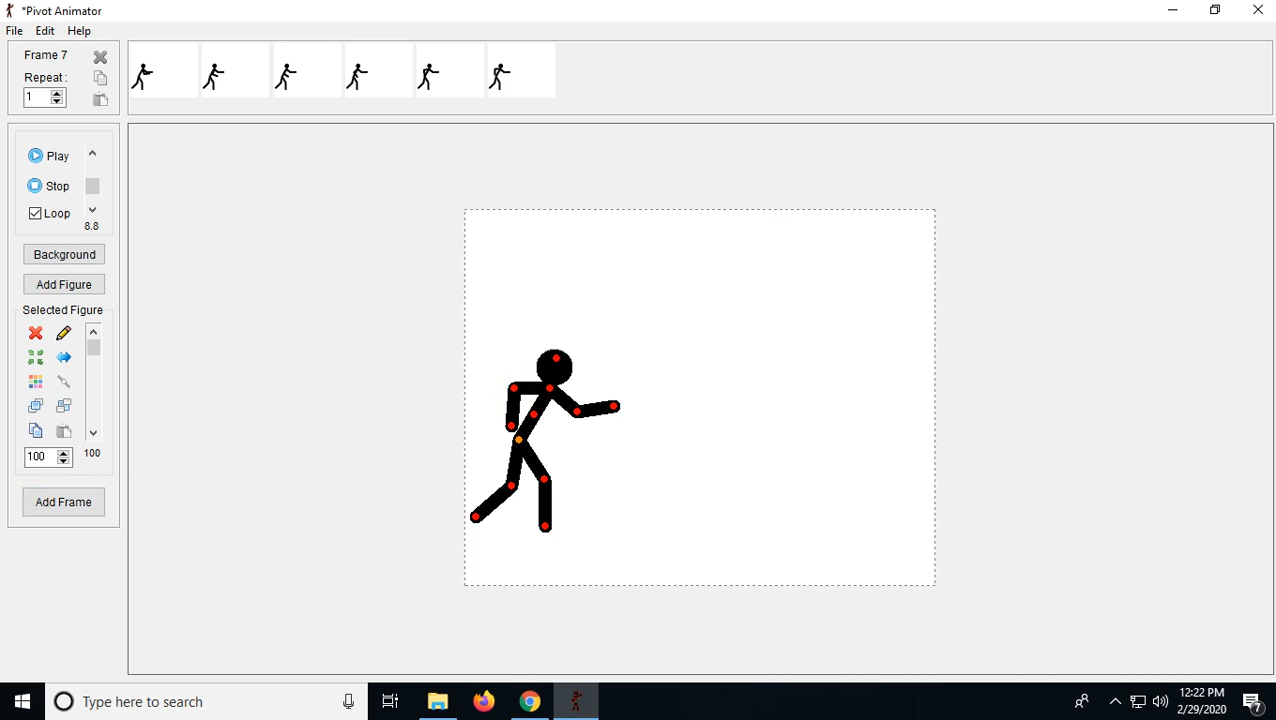 *Pivot Animator
File Edit Help
Frame 7
Repeat:
1
Play
Stop
Loop
8.8
Background
Add Figure
Selected Figure
100 100
Add Frame
Type here to search
12:22 PM
2/29/2020
7